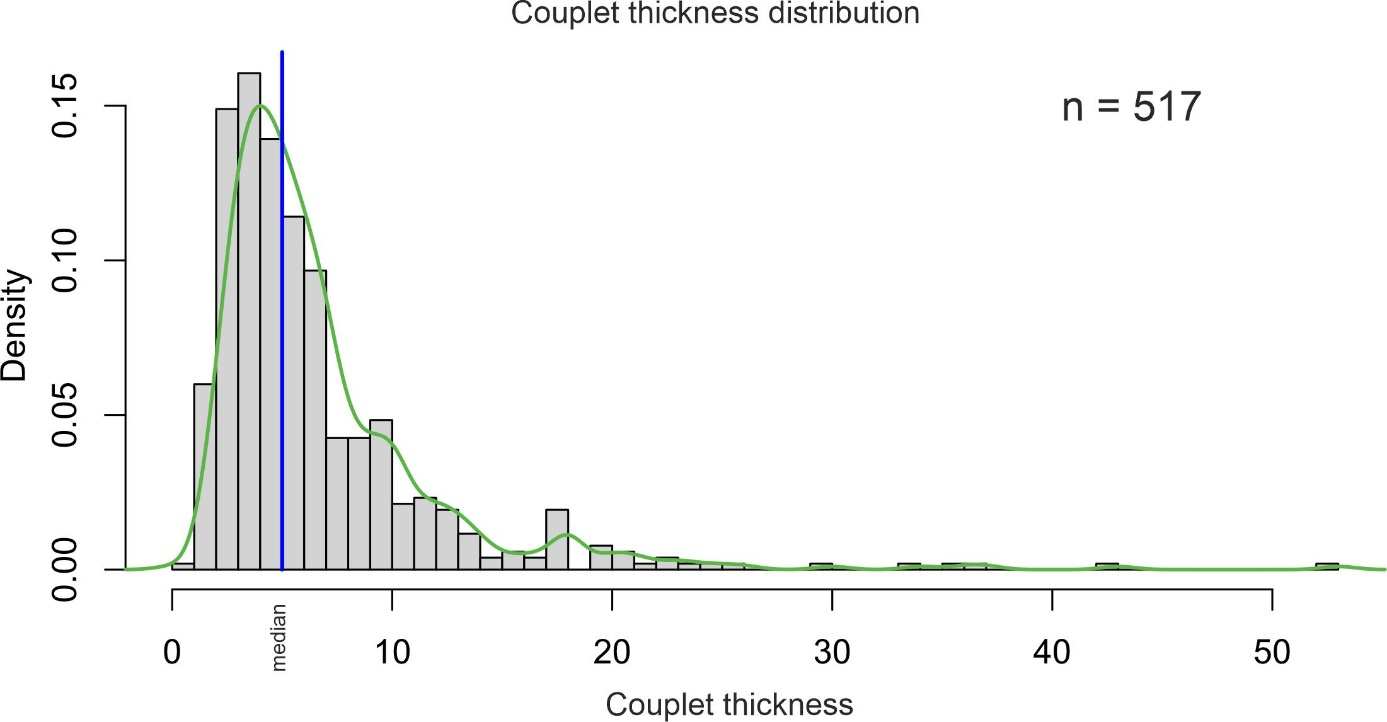 Couplet thickness distribution
n = 517
Density
0.15
0.10
0.05
0.00
0
median
10
20
30
40
50
Couplet thickness